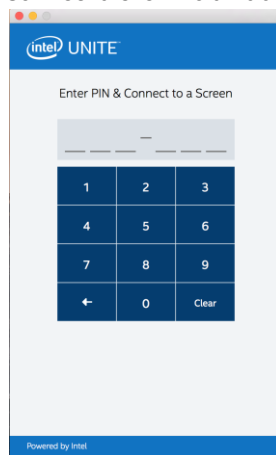 intel UNITE™
Enter PIN & Connect to a Screen
_ _ _ - _ _ _
1 2 3
4 5 6
7 8 9
← 0 Clear
Powered by Intel